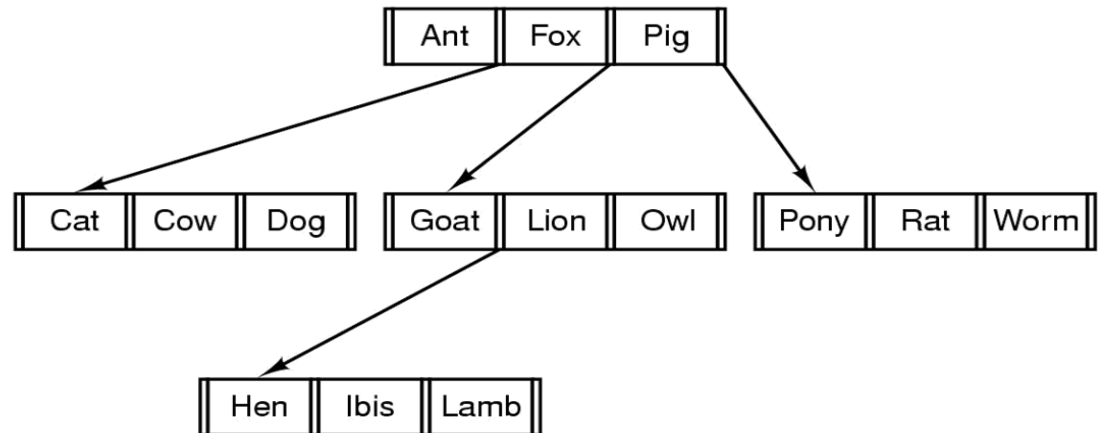 Ant Fox Pig
Cat Cow Dog Goat Lion Owl Pony Rat Worm
Hen Ibis Lamb